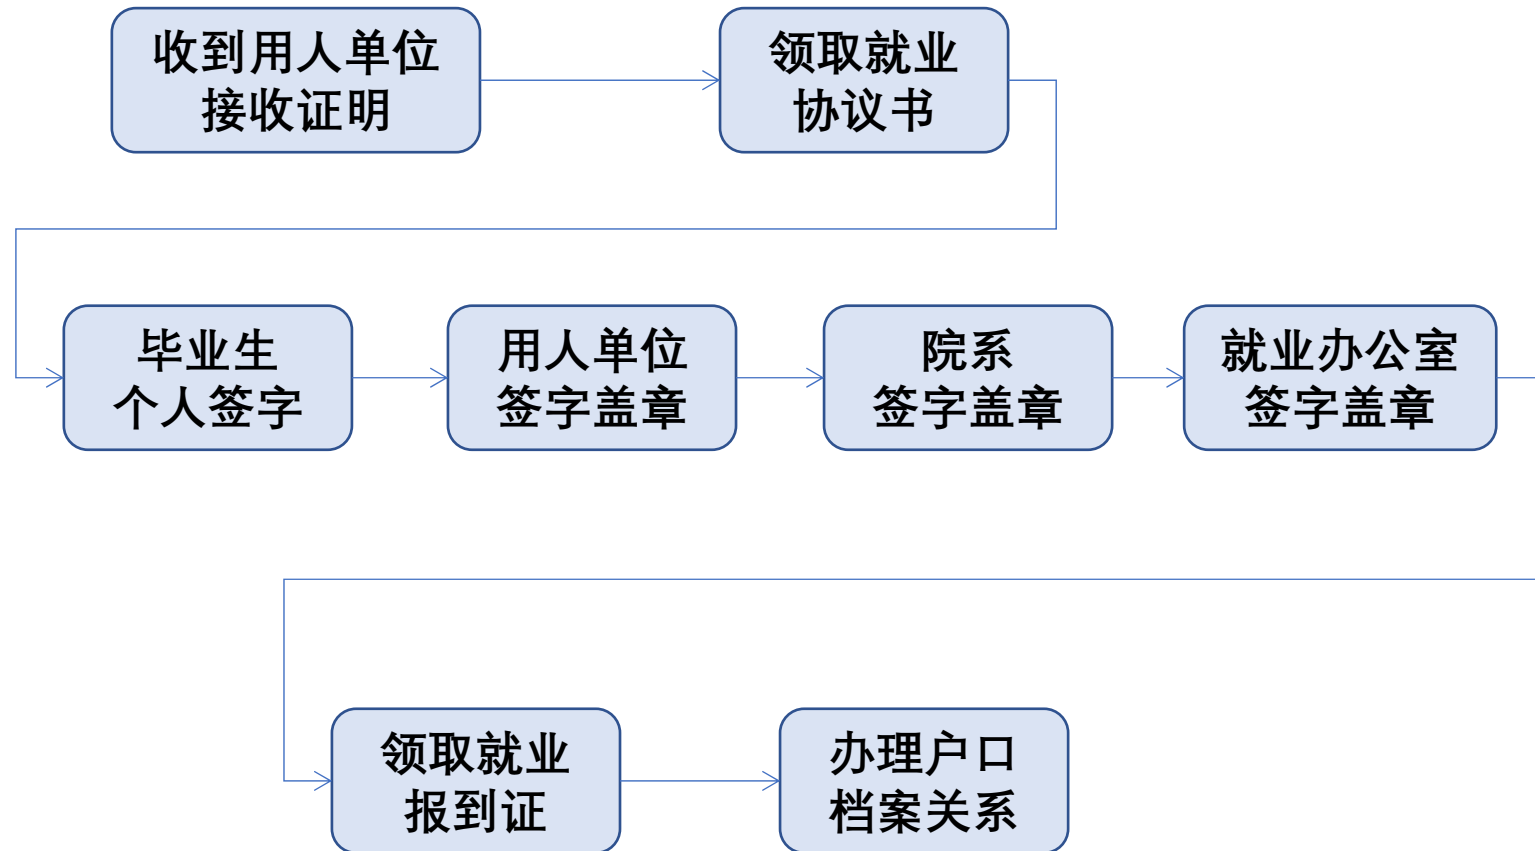 收到用人单位
接收证明
领取就业
协议书
毕业生
个人签字
用人单位
签字盖章
院系
签字盖章
就业办公室
签字盖章
领取就业
报到证
办理户口
档案关系